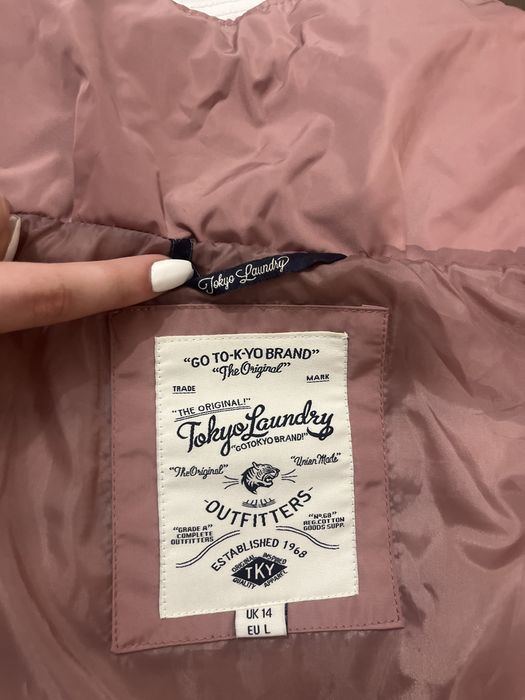 Tokyo Laundry
"GO TO-K-YO BRAND"
"The Original"
TRADE MARK
"THE ORIGINAL!"
Tokyo Laundry
"GOTOKYO BRAND!"
"The Original" "Union Made"
OUTFITTERS
"GRADE A" COMPLETE OUTFITTERS
"No.68" REG.COTTON GOODS SUPP.
ESTABLISHED 1968
ORIGINAL INSPIRED
TKY
QUALITY APPAREL
UK 14
EU L